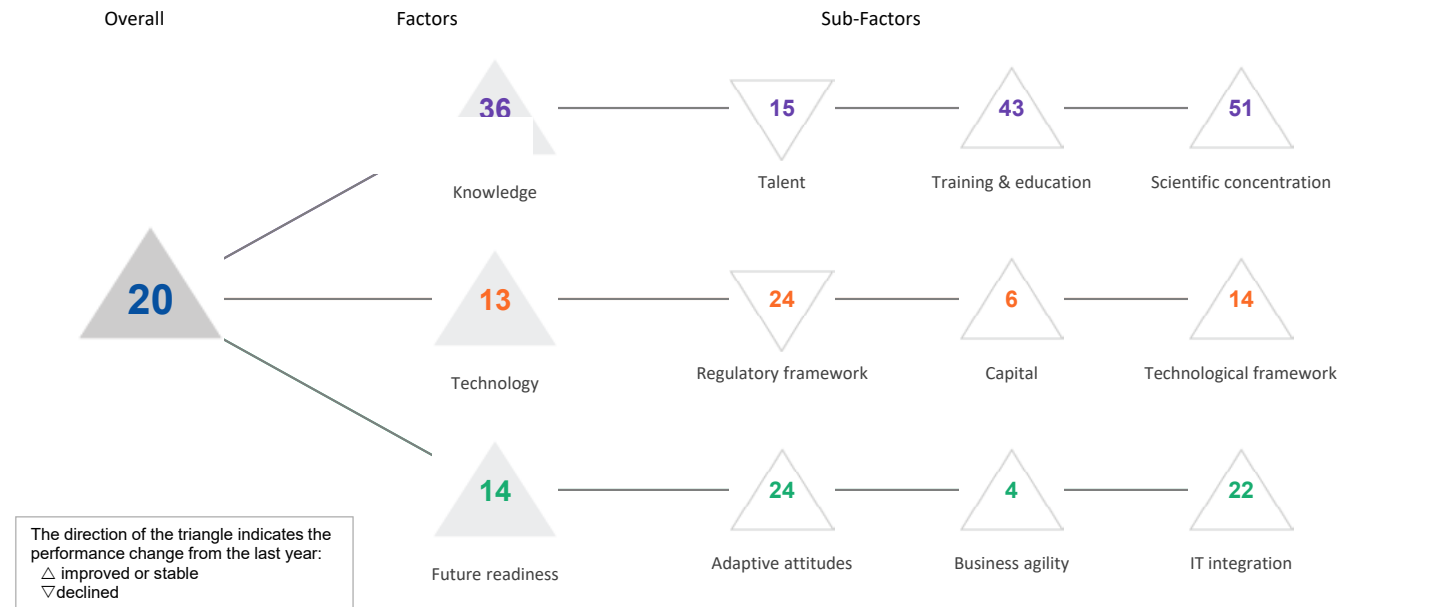 Overall Factors Sub-Factors
36 15 43 51
Knowledge Talent Training & education Scientific concentration
20
13 24 6 14
Technology Regulatory framework Capital Technological framework
14 24 4 22
Future readiness Adaptive attitudes Business agility IT integration
The direction of the triangle indicates the
performance change from the last year:
△ improved or stable
▽declined